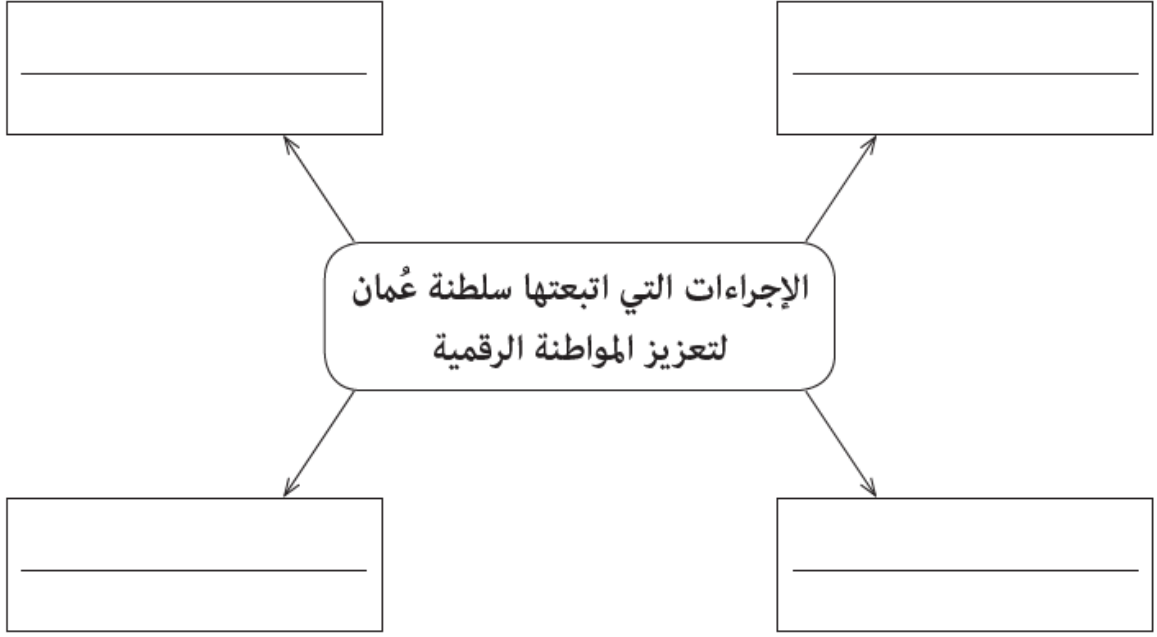 الإجراءات التي اتبعتها سلطنة عُمان
لتعزيز المواطنة الرقمية